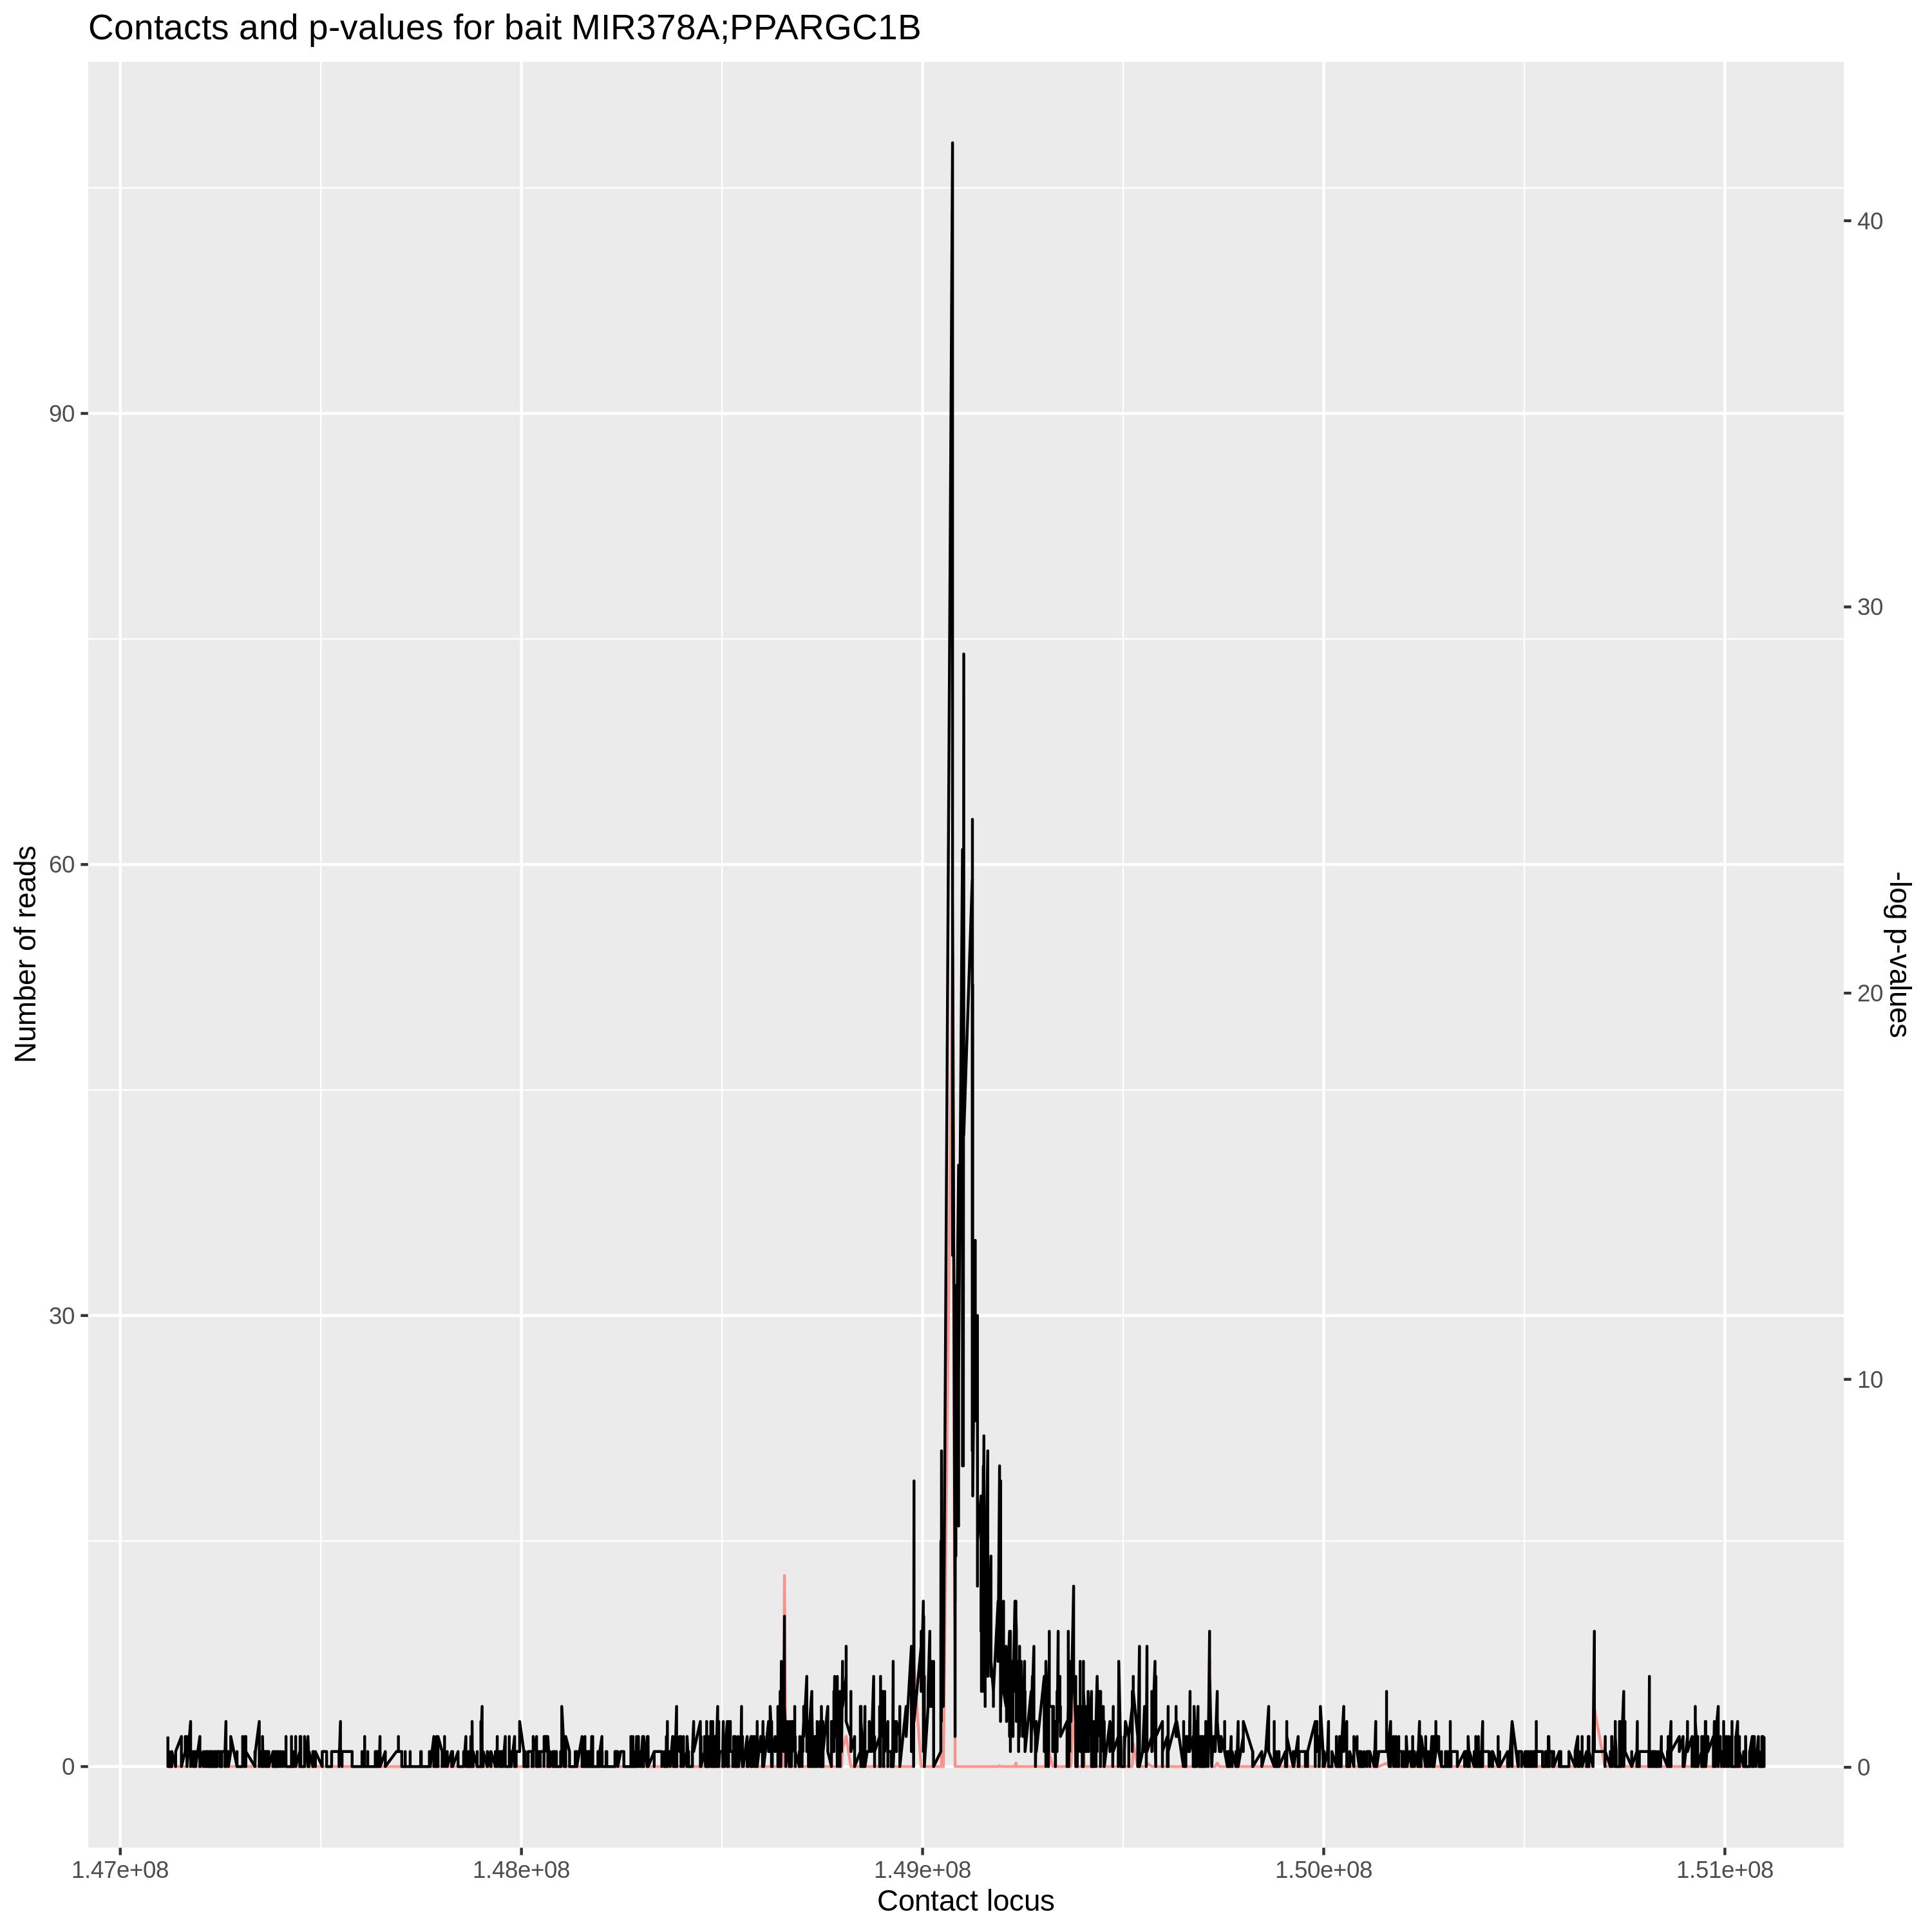 Contacts and p-values for bait MIR378A;PPARGC1B
Number of reads
90
60
30
0
40
30
20
10
0
-log p-values
1.47e+08 1.48e+08 1.49e+08 1.50e+08 1.51e+08
Contact locus